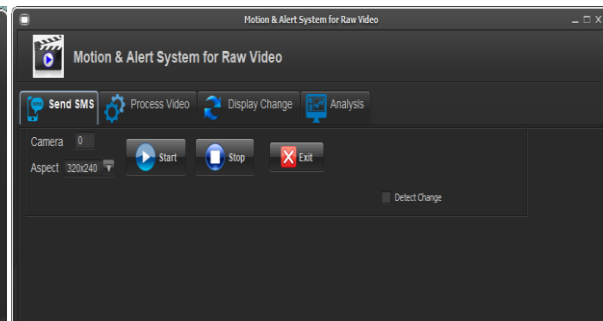 Motion & Alert System for Raw Video
Motion & Alert System for Raw Video
Send SMS Process Video Display Change Analysis
Camera 0
Start Stop Exit
Aspect 320x240
Detect Change